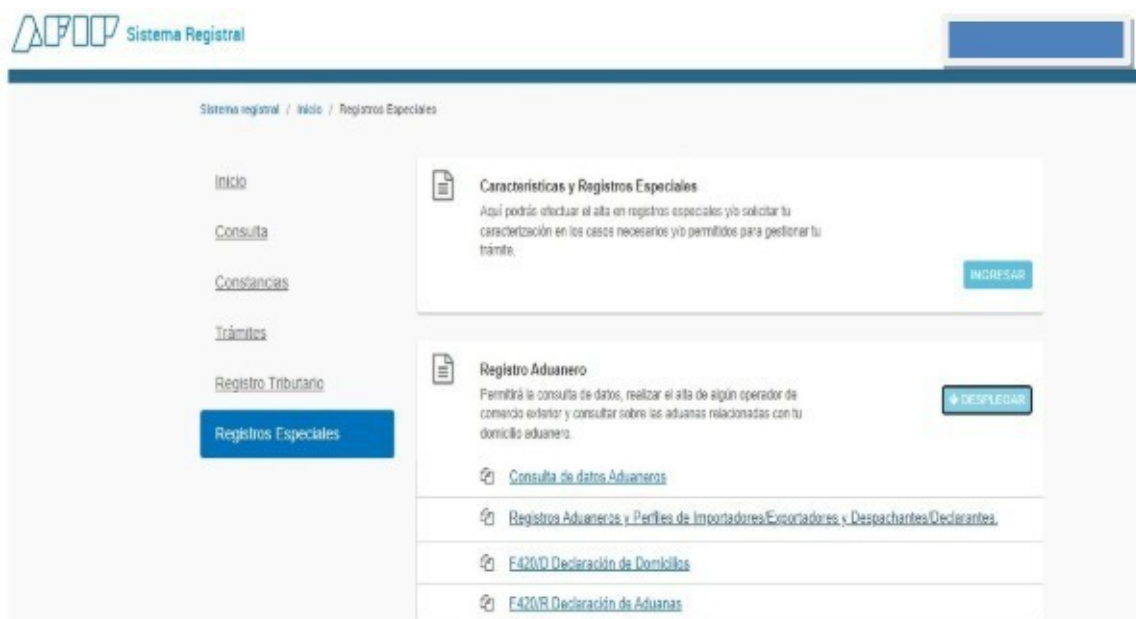 AFIP Sistema Registral
Sistema registral / Inicio / Registros Especiales
Inicio
Consulta
Constancias
Trámites
Registro Tributario
Registros Especiales
Características y Registros Especiales
Aquí podrás efectuar el alta en registros especiales y/o solicitar tu
caracterización en los casos necesarios y/o permitidos para gestionar tu
trámite.
INGRESAR
Registro Aduanero
Permitirá la consulta de datos, realizar el alta de algún operador de
comercio exterior y consultar sobre las aduanas relacionadas con tu
domicilio aduanero.
DESPLEGAR
Consulta de datos Aduaneros
Registros Aduaneros y Perfiles de Importadores/Exportadores y Despachantes/Declarantes.
F420/D Declaración de Domicilios
F420/R Declaración de Aduanas